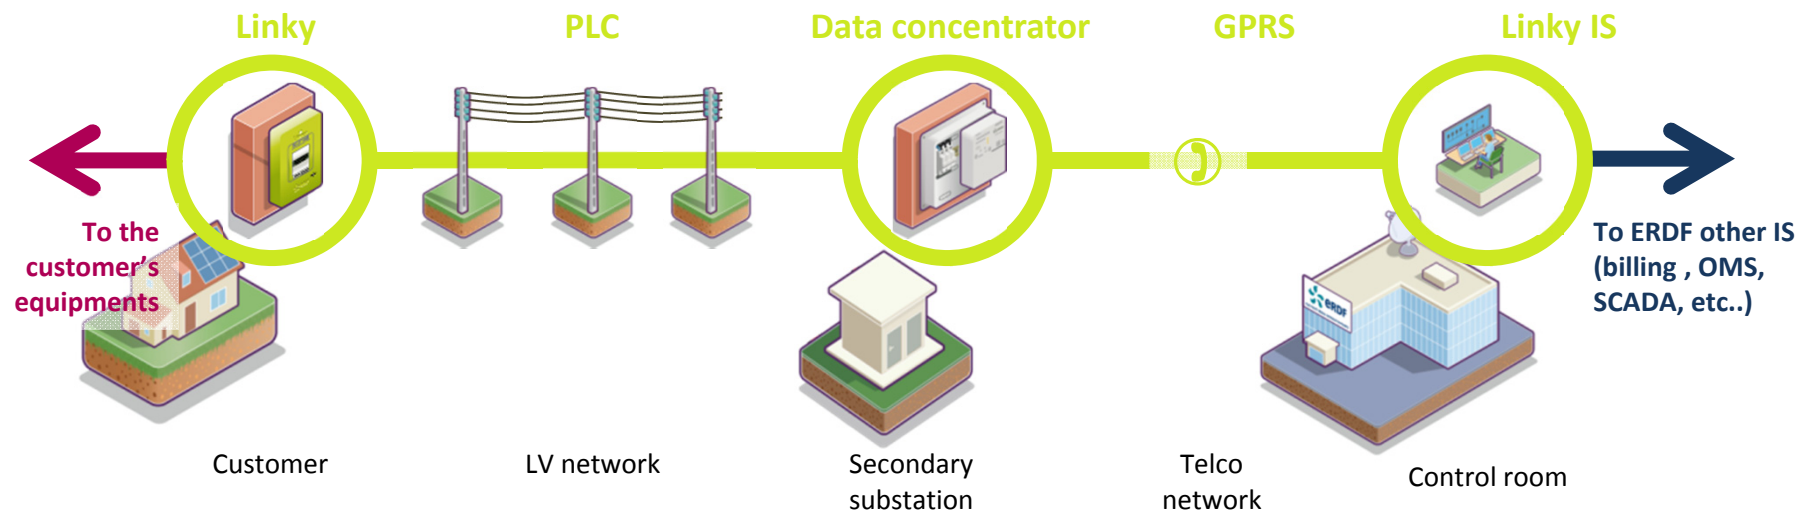 Linky
PLC
Data concentrator
GPRS
Linky IS
To the
customer's
equipments
To ERDF other IS
(billing , OMS,
SCADA, etc..)
eRDF
Customer
LV network
Secondary
substation
Telco
network
Control room